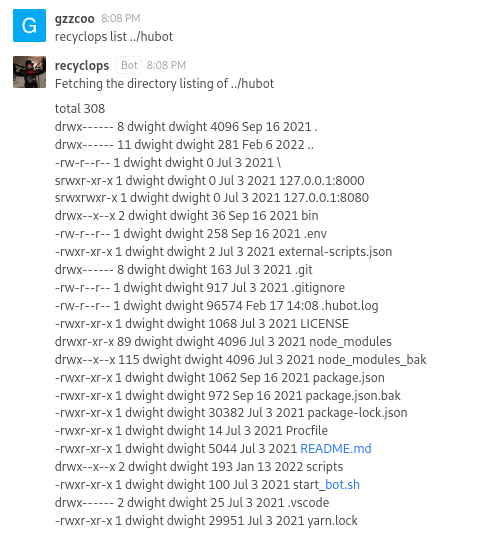 G
gzzcoo 8:08 PM
recyclops list ../hubot
recyclops Bot 8:08 PM
Fetching the directory listing of ../hubot
total 308
drwx------ 8 dwight dwight 4096 Sep 16 2021 .
drwx------ 11 dwight dwight 281 Feb 6 2022 ..
-rw-r--r-- 1 dwight dwight 0 Jul 3 2021 \
srwxr-xr-x 1 dwight dwight 0 Jul 3 2021 127.0.0.1:8000
srwxrwxr-x 1 dwight dwight 0 Jul 3 2021 127.0.0.1:8080
drwx--x--x 2 dwight dwight 36 Sep 16 2021 bin
-rw-r--r-- 1 dwight dwight 258 Sep 16 2021 .env
-rwxr-xr-x 1 dwight dwight 2 Jul 3 2021 external-scripts.json
drwx------ 8 dwight dwight 163 Jul 3 2021 .git
-rw-r--r-- 1 dwight dwight 917 Jul 3 2021 .gitignore
-rw-r--r-- 1 dwight dwight 96574 Feb 17 14:08 .hubot.log
-rwxr-xr-x 1 dwight dwight 1068 Jul 3 2021 LICENSE
drwxr-xr-x 89 dwight dwight 4096 Jul 3 2021 node_modules
drwx--x--x 115 dwight dwight 4096 Jul 3 2021 node_modules_bak
-rwxr-xr-x 1 dwight dwight 1062 Sep 16 2021 package.json
-rwxr-xr-x 1 dwight dwight 972 Sep 16 2021 package.json.bak
-rwxr-xr-x 1 dwight dwight 30382 Jul 3 2021 package-lock.json
-rwxr-xr-x 1 dwight dwight 14 Jul 3 2021 Procfile
-rwxr-xr-x 1 dwight dwight 5044 Jul 3 2021 README.md
drwx--x--x 2 dwight dwight 193 Jan 13 2022 scripts
-rwxr-xr-x 1 dwight dwight 100 Jul 3 2021 start_bot.sh
drwx------ 2 dwight dwight 25 Jul 3 2021 .vscode
-rwxr-xr-x 1 dwight dwight 29951 Jul 3 2021 yarn.lock